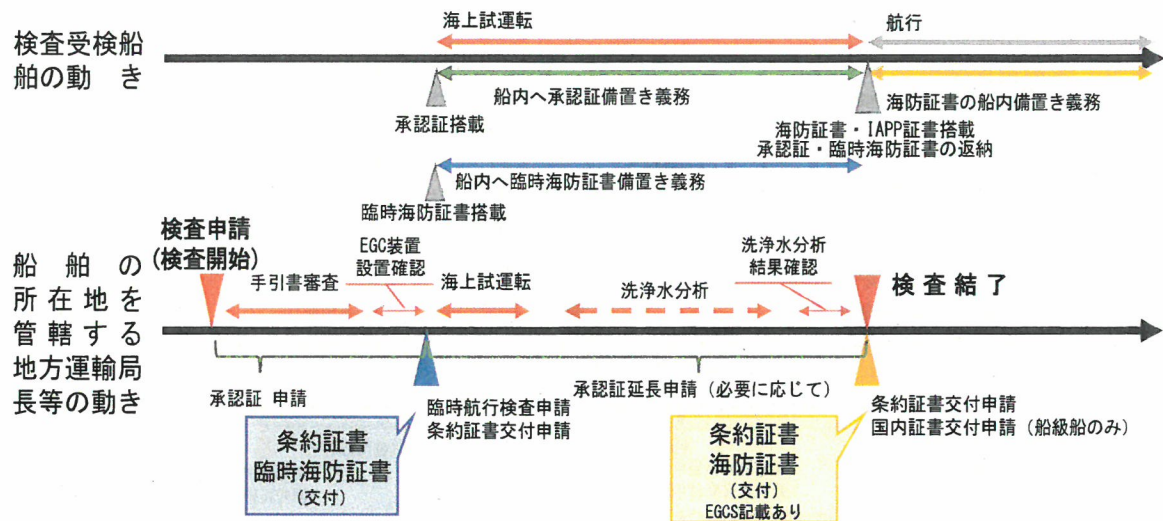 海上試運転
航行
検査受検船
舶の動き
船内へ承認証備置き義務
海防証書の船内備置き義務
承認証搭載
海防証書・IAPP証書搭載
承認証・臨時海防証書の返納
船内へ臨時海防証書備置き義務
臨時海防証書搭載
検査申請
(検査開始)
EGC装置
設置確認
洗浄水分析
結果確認
船舶の
所在地を
管轄する
地方運輸局
長等の動き
手引書審査
海上試運転
洗浄水分析
検査結了
承認証 申請
承認証延長申請(必要に応じて)
臨時航行検査申請
条約証書交付申請
条約証書交付申請
国内証書交付申請(船級船のみ)
条約証書
臨時海防証書
(交付)
条約証書
海防証書
(交付)
EGCS記載あり